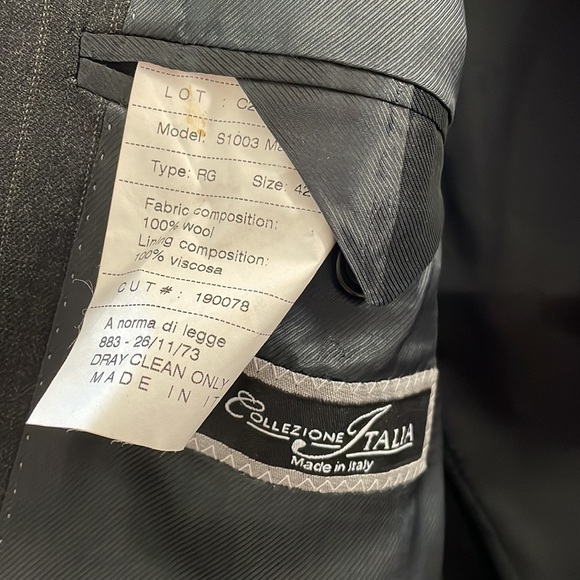 LOT : C2
Model: S1003 Ma
Type: RG Size: 42
Fabric composition:
100% wool
Lining composition:
100% viscosa
CUT #: 190078
A norma di legge
883 - 26/11/73
DRAY CLEAN ONLY
MADE IN IT
COLLEZIONE ITALIA
Made in Italy